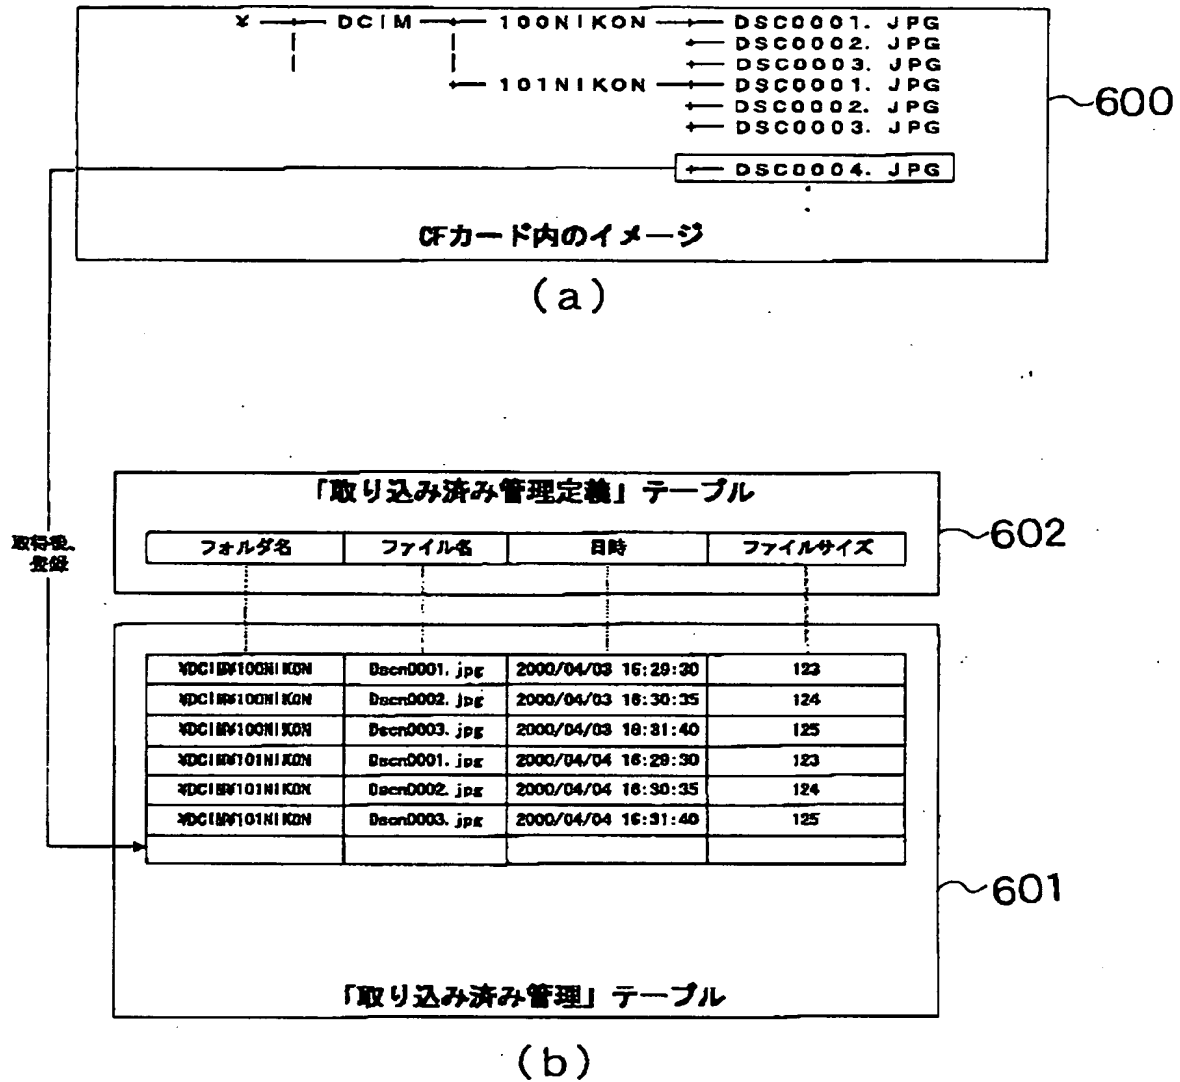 ¥ DCIM 100NIKON DSC0001. JPG
DSC0002. JPG
DSC0003. JPG
101NIKON DSC0001. JPG
DSC0002. JPG
DSC0003. JPG
600
DSC0004. JPG
CFカード内のイメージ
(a)
「取り込み済み管理定義」テーブル
602
取得後、
登録
フォルダ名 ファイル名 日時 ファイルサイズ
¥DCIM¥100NIKON Dscn0001.jpg 2000/04/03 16:29:30 123
¥DCIM¥100NIKON Dscn0002.jpg 2000/04/03 16:30:35 124
¥DCIM¥100NIKON Dscn0003.jpg 2000/04/03 16:31:40 125
¥DCIM¥101NIKON Dscn0001.jpg 2000/04/04 16:29:30 123
¥DCIM¥101NIKON Dscn0002.jpg 2000/04/04 16:30:35 124
¥DCIM¥101NIKON Dscn0003.jpg 2000/04/04 16:31:40 125
601
「取り込み済み管理」テーブル
(b)